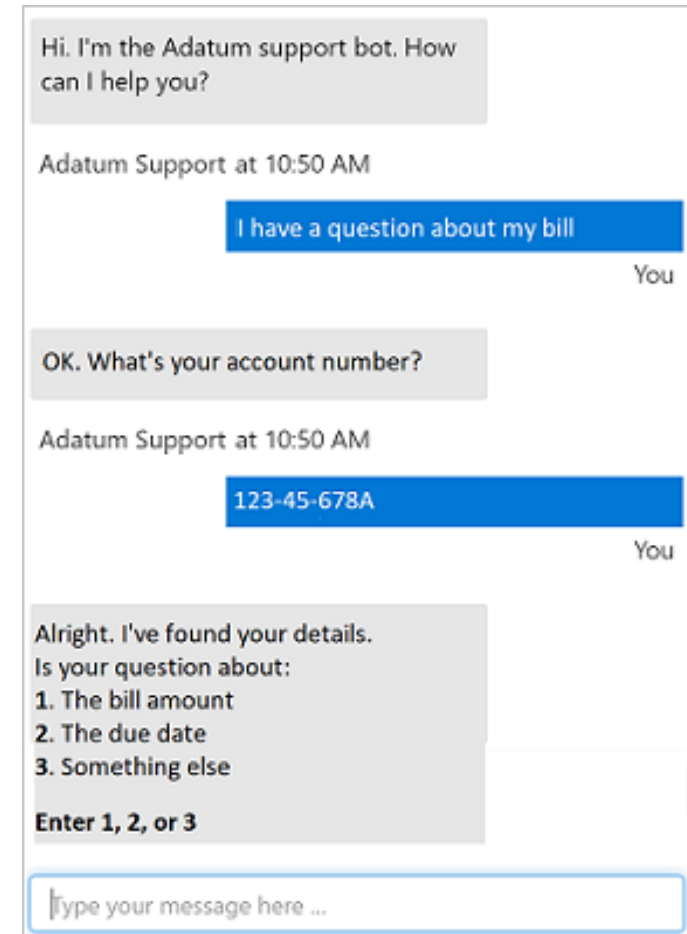 Hi. I'm the Adatum support bot. How
can I help you?
Adatum Support at 10:50 AM
I have a question about my bill
You
OK. What's your account number?
Adatum Support at 10:50 AM
123-45-678A
You
Alright. I've found your details.
Is your question about:
1. The bill amount
2. The due date
3. Something else
Enter 1, 2, or 3
Type your message here ...